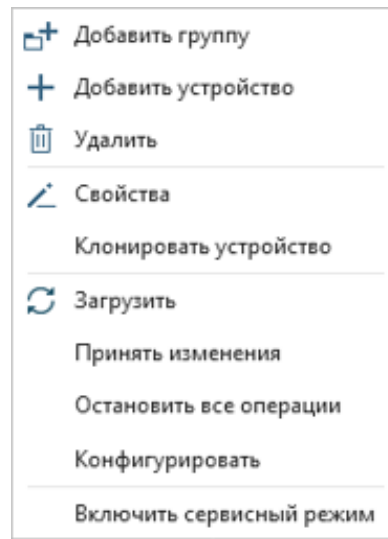 Добавить группу
Добавить устройство
Удалить
Свойства
Клонировать устройство
Загрузить
Принять изменения
Остановить все операции
Конфигурировать
Включить сервисный режим